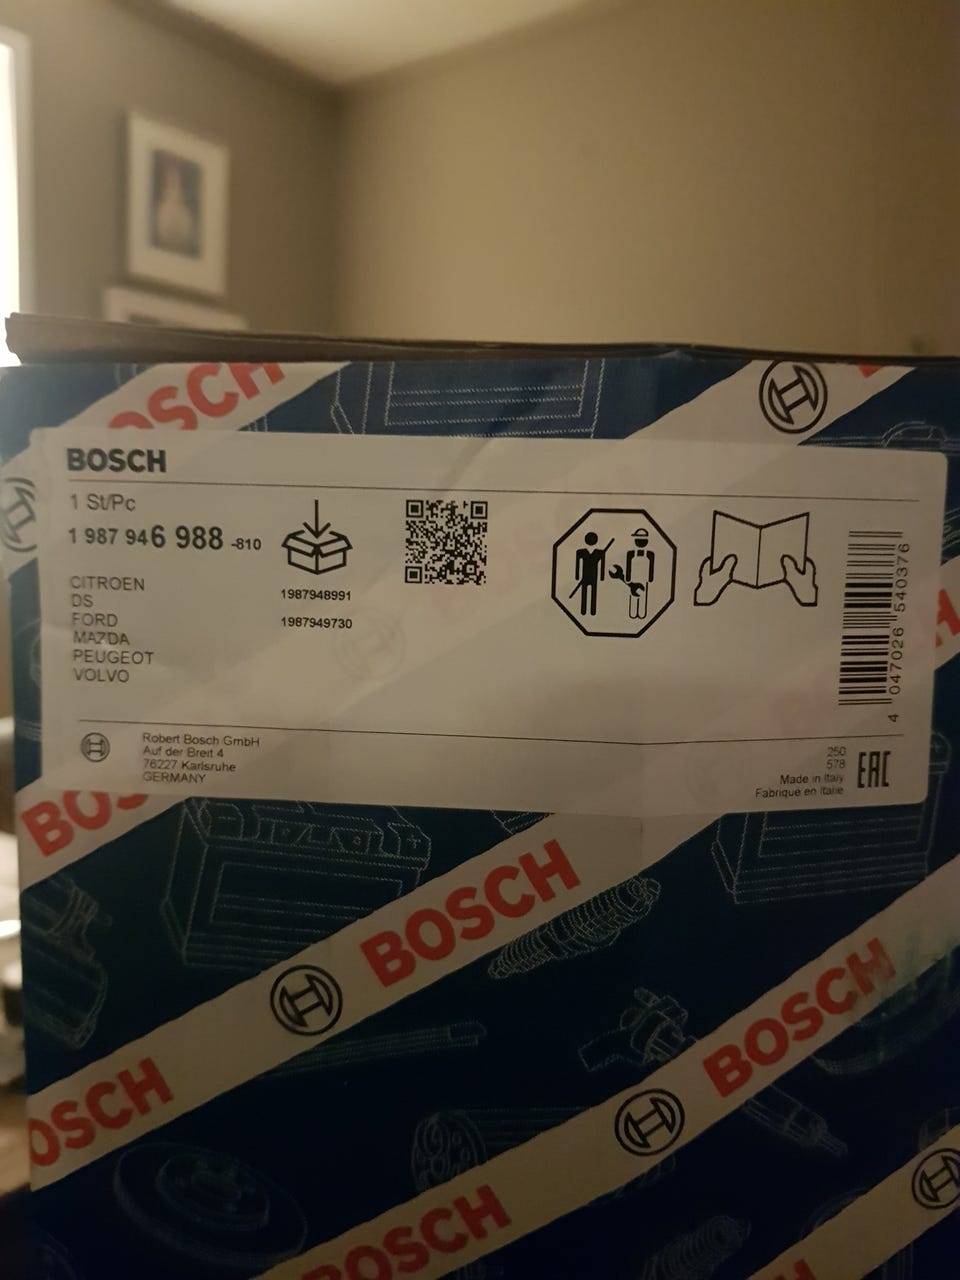 BOSCH
BOSCH
1 St/Pc
1 987 946 988 -810
CITROEN
DS
FORD
MAZDA
PEUGEOT
VOLVO
1987948991
1987949730
4 047026 540376
Robert Bosch GmbH
Auf der Breit 4
76227 Karlsruhe
GERMANY
250
578
Made in Italy
Fabriqué en Italie
EAC
BOSCH
BOSCH
BOSCH
BOSCH
BOSCH